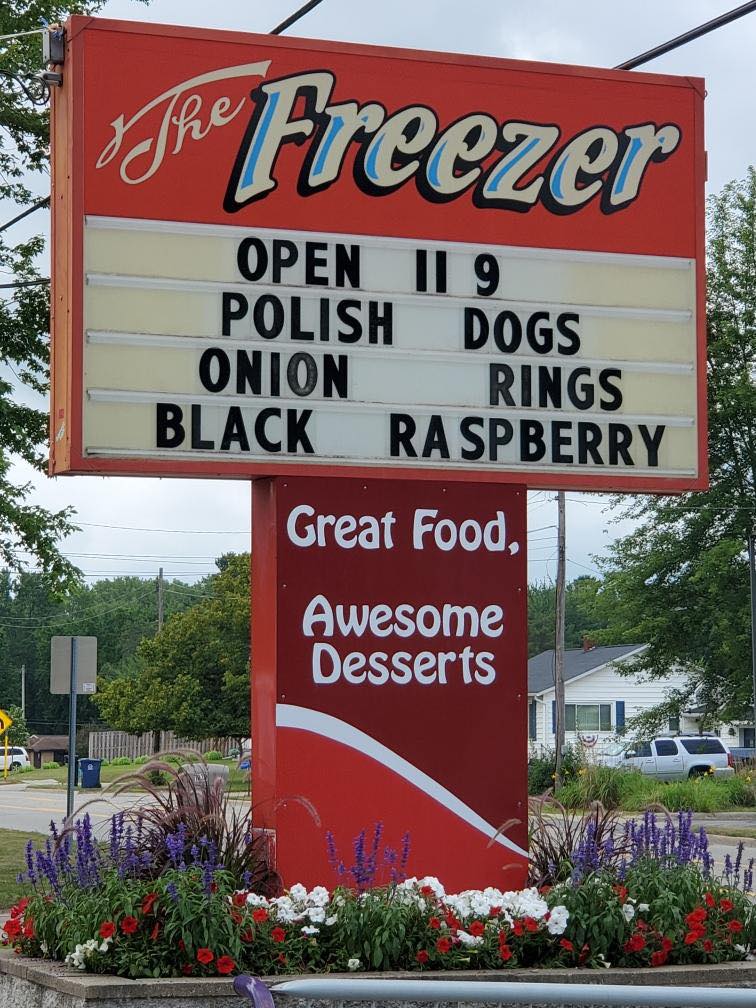 The Freezer
OPEN 11 9
POLISH DOGS
ONION RINGS
BLACK RASPBERRY
Great Food,
Awesome
Desserts